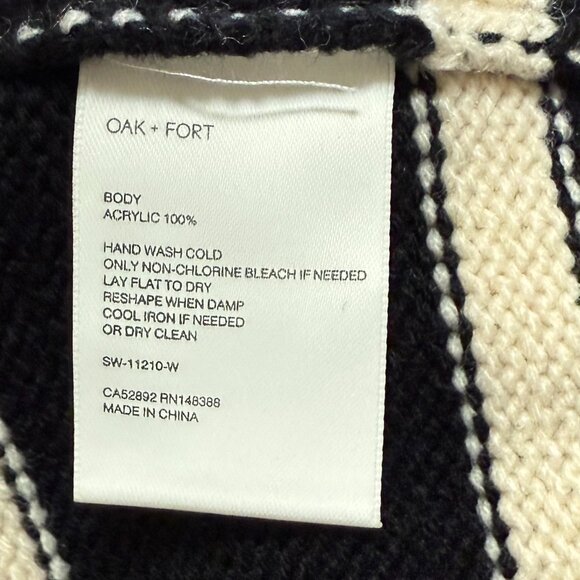 OAK + FORT
BODY
ACRYLIC 100%
HAND WASH COLD
ONLY NON-CHLORINE BLEACH IF NEEDED
LAY FLAT TO DRY
RESHAPE WHEN DAMP
COOL IRON IF NEEDED
OR DRY CLEAN
SW-11210-W
CA52892 RN148386
MADE IN CHINA